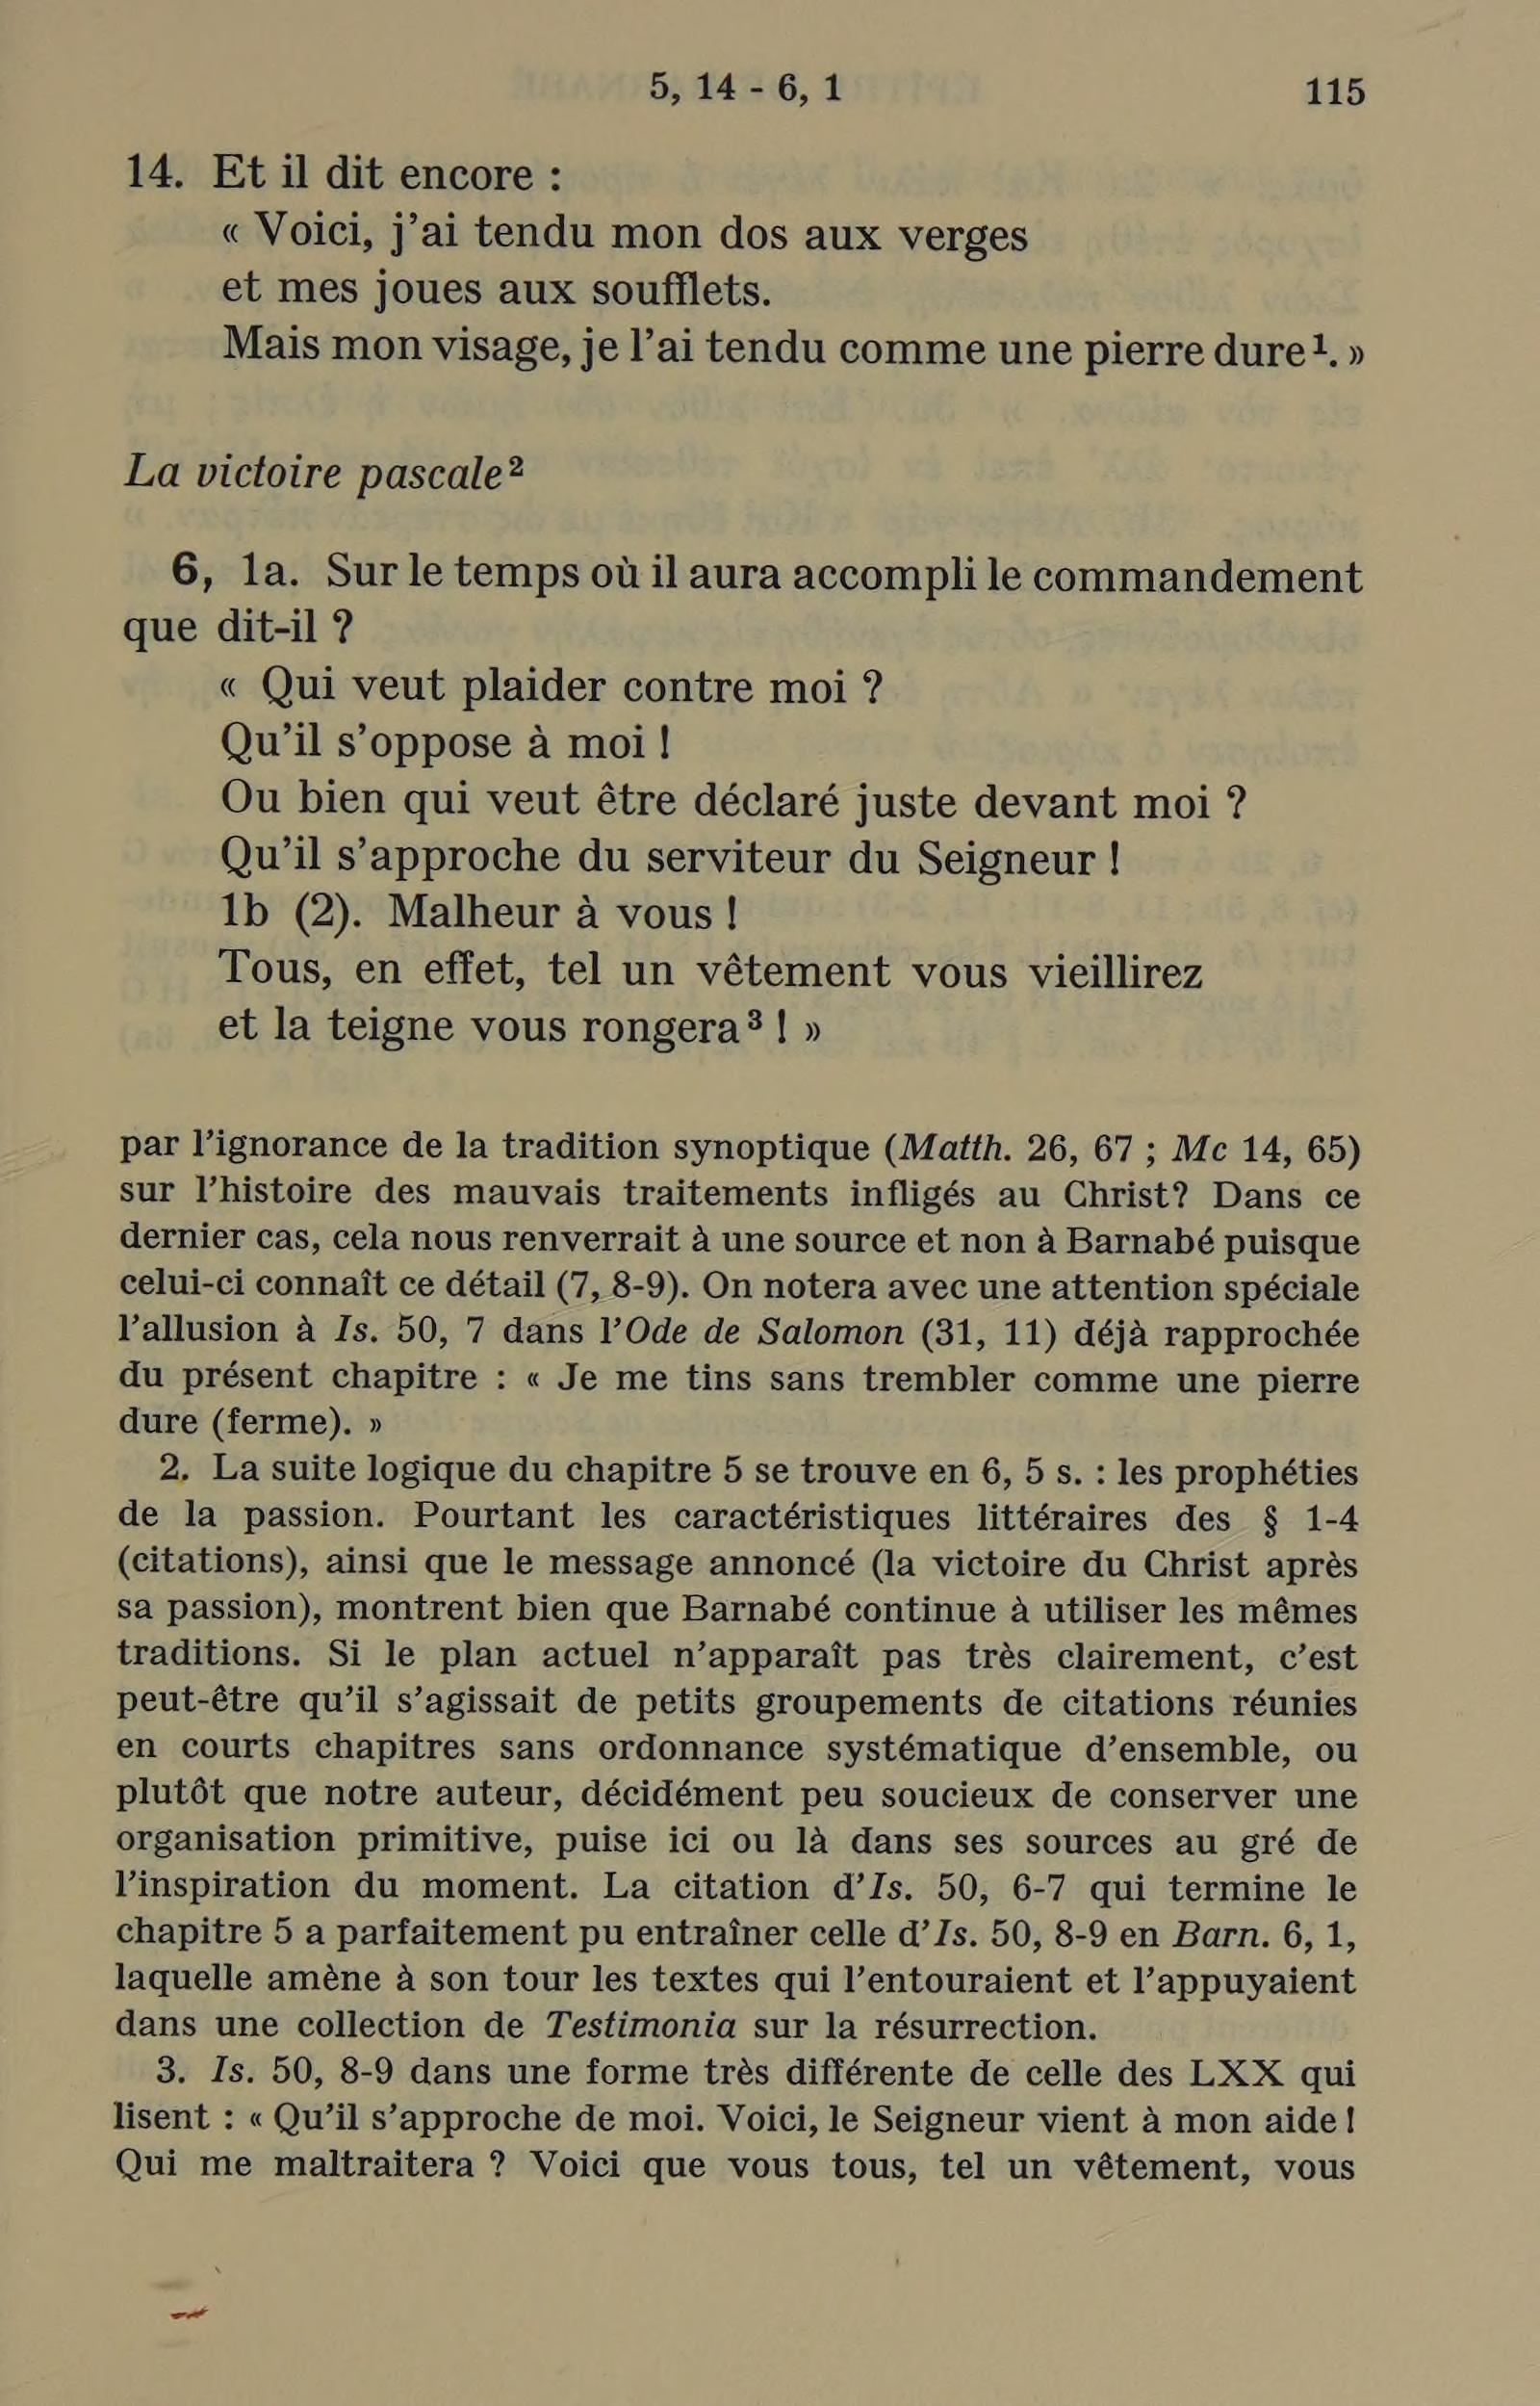 5, 14 - 6, 1 115
14. Et il dit encore :
« Voici, j’ai tendu mon dos aux verges
et mes joues aux soufflets.
Mais mon visage, je l’ai tendu comme une pierre dure¹. »
La victoire pascale²
6, 1a. Sur le temps où il aura accompli le commandement
que dit-il ?
« Qui veut plaider contre moi ?
Qu’il s’oppose à moi !
Ou bien qui veut être déclaré juste devant moi ?
Qu’il s’approche du serviteur du Seigneur !
1b (2). Malheur à vous !
Tous, en effet, tel un vêtement vous vieillirez
et la teigne vous rongera³ ! »
par l’ignorance de la tradition synoptique (Matth. 26, 67 ; Mc 14, 65)
sur l’histoire des mauvais traitements infligés au Christ? Dans ce
dernier cas, cela nous renverrait à une source et non à Barnabé puisque
celui-ci connaît ce détail (7, 8-9). On notera avec une attention spéciale
l’allusion à Is. 50, 7 dans l’Ode de Salomon (31, 11) déjà rapprochée
du présent chapitre : « Je me tins sans trembler comme une pierre
dure (ferme). »
2. La suite logique du chapitre 5 se trouve en 6, 5 s. : les prophéties
de la passion. Pourtant les caractéristiques littéraires des § 1-4
(citations), ainsi que le message annoncé (la victoire du Christ après
sa passion), montrent bien que Barnabé continue à utiliser les mêmes
traditions. Si le plan actuel n’apparaît pas très clairement, c’est
peut-être qu’il s’agissait de petits groupements de citations réunies
en courts chapitres sans ordonnance systématique d’ensemble, ou
plutôt que notre auteur, décidément peu soucieux de conserver une
organisation primitive, puise ici ou là dans ses sources au gré de
l’inspiration du moment. La citation d’Is. 50, 6-7 qui termine le
chapitre 5 a parfaitement pu entraîner celle d’Is. 50, 8-9 en Barn. 6, 1,
laquelle amène à son tour les textes qui l’entouraient et l’appuyaient
dans une collection de Testimonia sur la résurrection.
3. Is. 50, 8-9 dans une forme très différente de celle des LXX qui
lisent : « Qu’il s’approche de moi. Voici, le Seigneur vient à mon aide !
Qui me maltraitera ? Voici que vous tous, tel un vêtement, vous